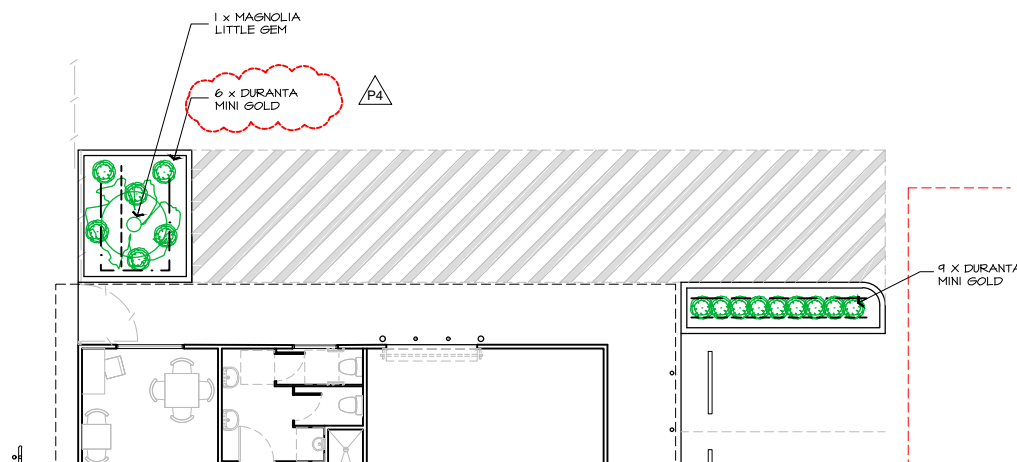 1 x MAGNOLIA
LITTLE GEM
6 x DURANTA
MINI GOLD
P4
9 X DURANTA
MINI GOLD